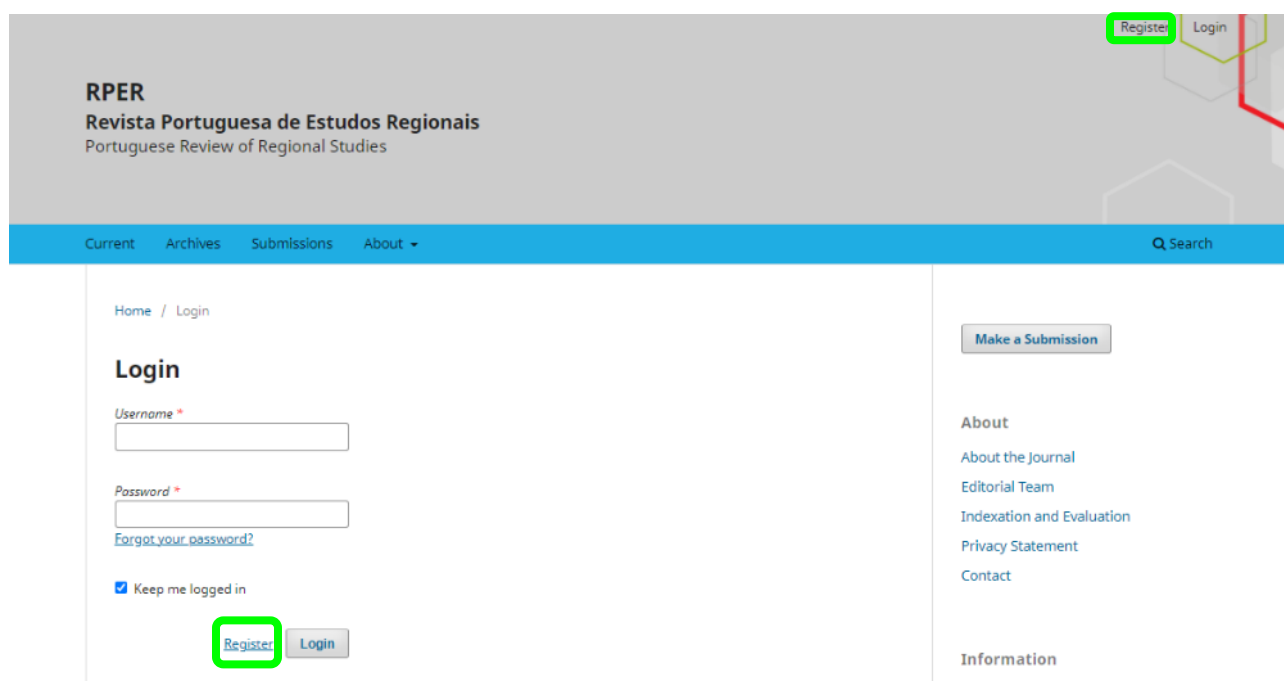 Register Login
RPER
Revista Portuguesa de Estudos Regionais
Portuguese Review of Regional Studies
Current Archives Submissions About Search
Home / Login
Login
Username *
Password *
Forgot your password?
Keep me logged in
Register Login
Make a Submission
About
About the Journal
Editorial Team
Indexation and Evaluation
Privacy Statement
Contact
Information